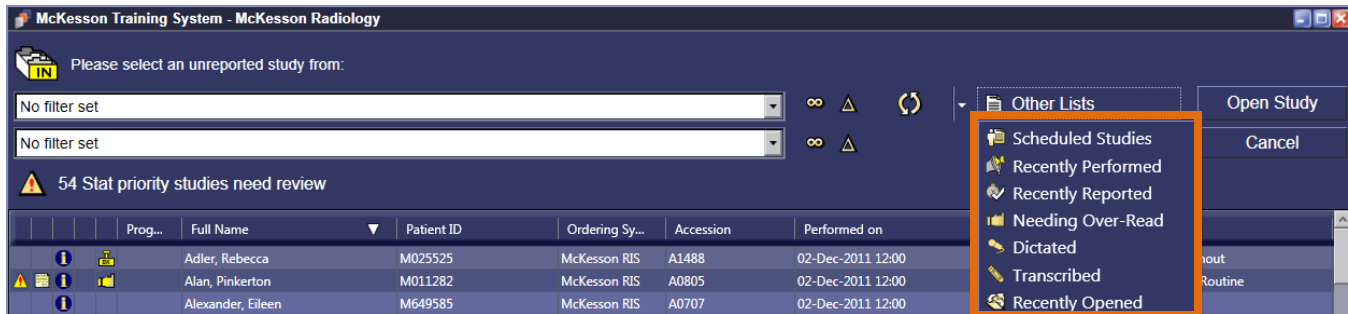 McKesson Training System - McKesson Radiology
IN
Please select an unreported study from:
No filter set
Other Lists
Open Study
No filter set
Cancel
54 Stat priority studies need review
Scheduled Studies
Recently Performed
Recently Reported
Needing Over-Read
Dictated
Transcribed
Recently Opened
Prog... Full Name Patient ID Ordering Sy... Accession Performed on
Adler, Rebecca M025525 McKesson RIS A1488 02-Dec-2011 12:00 hout
Alan, Pinkerton M011282 McKesson RIS A0805 02-Dec-2011 12:00 Routine
Alexander, Eileen M649585 McKesson RIS A0707 02-Dec-2011 12:00